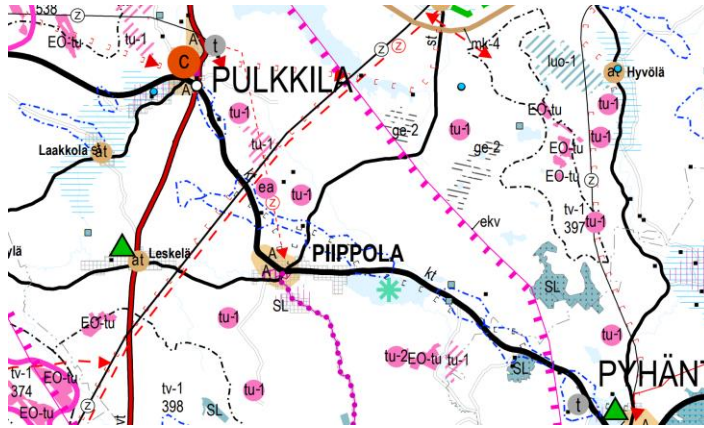 538
EO-tu
tu-1
z
A
t
z
z
st
mk-4
luo-1
at Hyvölä
C
PULKKILA
A
tu-1
tu-1
EO-tu
tu-1
ge-2
tu-1
EO-tu
Laakkola
at
tu-1
ge-2
EO-tu
z
kt
ea
tu-1
z
tv-1
397
tu-1
ekv
ylä
Leskelä
at
A
A
PIIPPOLA
kt
SL
SL
tu-1
tu-1
EO-tu
tu-2
EO-tu
tu-1
SL
PYHÄNT
tv-1
374
EO-tu
tv-1
398
tu-1
z
vt
SL
EO-tu
t
A